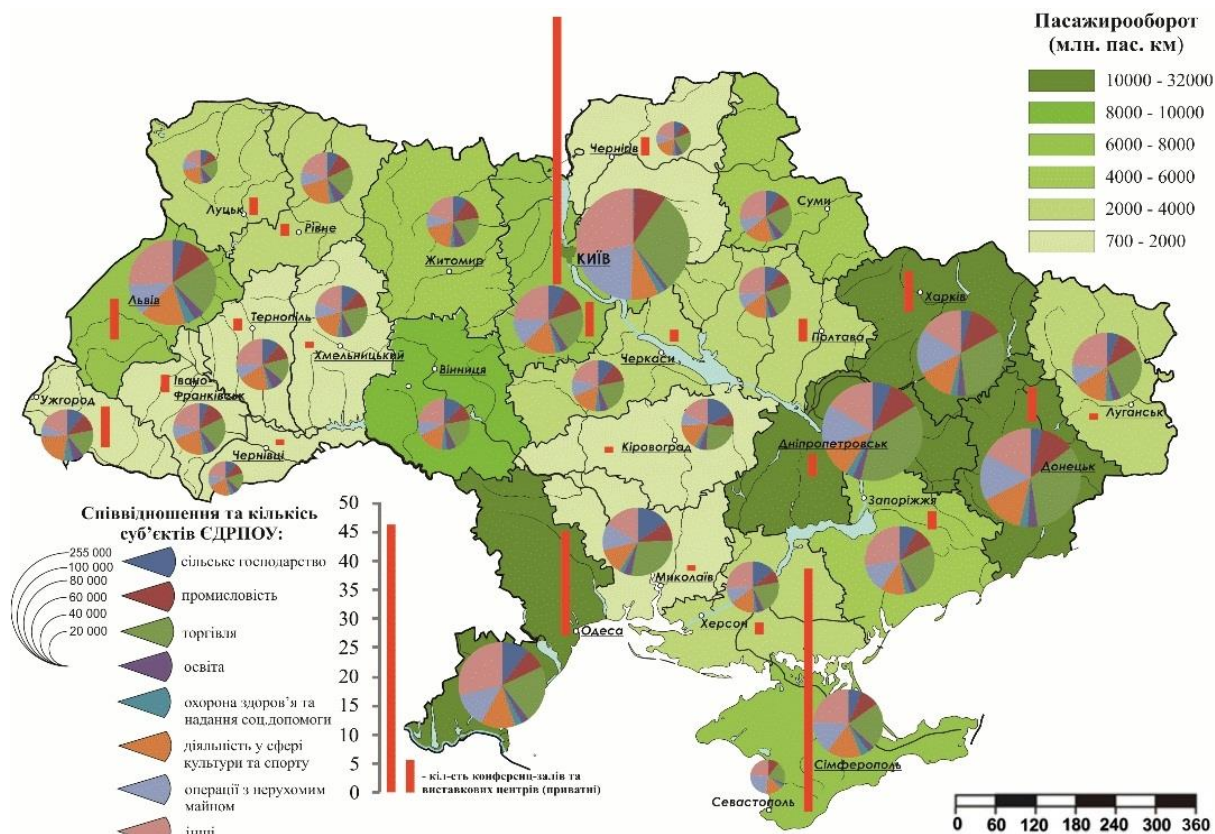 Пасажирооборот
(млн. пас. км)
10000 - 32000
8000 - 10000
6000 - 8000
4000 - 6000
2000 - 4000
700 - 2000
Чернігів
Луцьк
Рівне
Житомир
КИЇВ
Суми
Львів
Тернопіль
Хмельницький
Вінниця
Черкаси
Полтава
Харків
Луганськ
Ужгород
Івано-
Франківськ
Чернівці
Кіровоград
Дніпропетровськ
Донецьк
Запоріжжя
Миколаїв
Херсон
Одеса
Сімферополь
Севастополь
Співвідношення та кількісь
суб’єктів ЄДРПОУ:
255 000
100 000
80 000
60 000
40 000
20 000
сільське господарство
промисловість
торгівля
освіта
охорона здоров’я та
надання соц.допомоги
діяльність у сфері
культури та спорту
операції з нерухомим
майном
інші
50
45
40
35
30
25
20
15
10
5
0
- кіл-сть конференц-залів та
виставкових центрів (приватні)
0 60 120 180 240 300 360